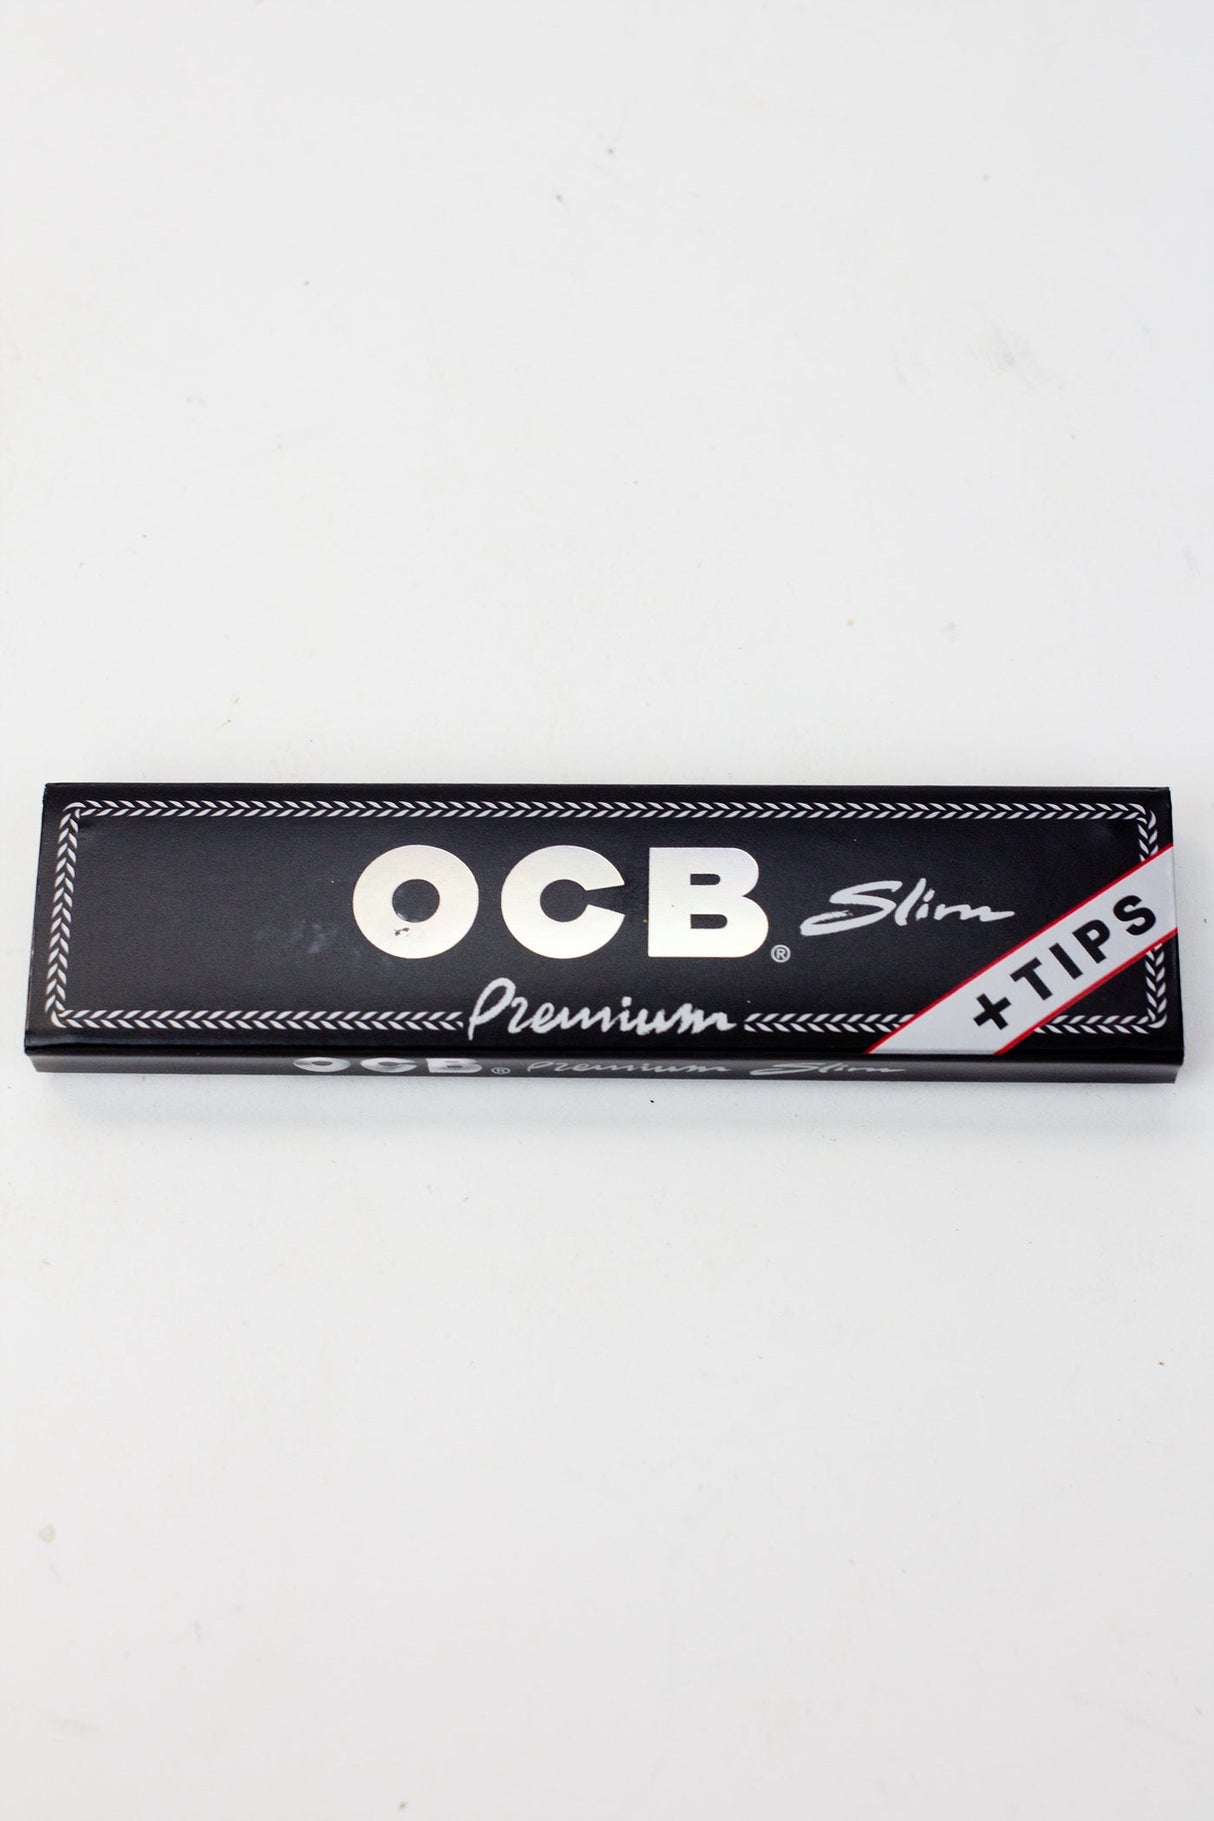 OCB® Slim
Premium
+ TIPS
OCB® Premium Slim